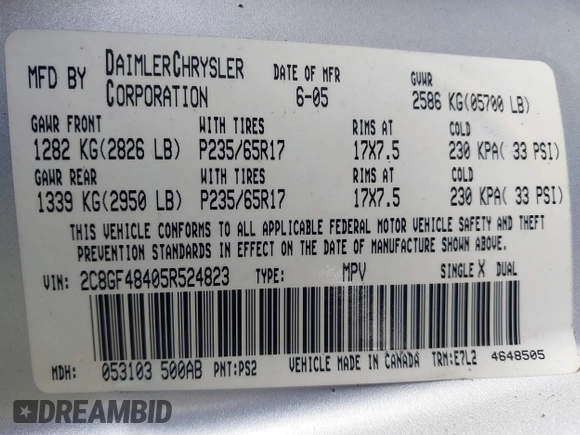 MFD BY DAIMLERCHRYSLER CORPORATION DATE OF MFR 6-05 GVWR 2586 KG(05700 LB)
GAWR FRONT WITH TIRES RIMS AT COLD
1282 KG(2826 LB) P235/65R17 17X7.5 230 KPA( 33 PSI)
GAWR REAR WITH TIRES RIMS AT COLD
1339 KG(2950 LB) P235/65R17 17X7.5 230 KPA( 33 PSI)
THIS VEHICLE CONFORMS TO ALL APPLICABLE FEDERAL MOTOR VEHICLE SAFETY AND THEFT
PREVENTION STANDARDS IN EFFECT ON THE DATE OF MANUFACTURE SHOWN ABOVE.
VIN: 2C8GF48405R524823 TYPE: MPV SINGLE X DUAL
MDH: 053103 500AB PNT:PS2 VEHICLE MADE IN CANADA TRM:E7L2 4648505
DREAMBID